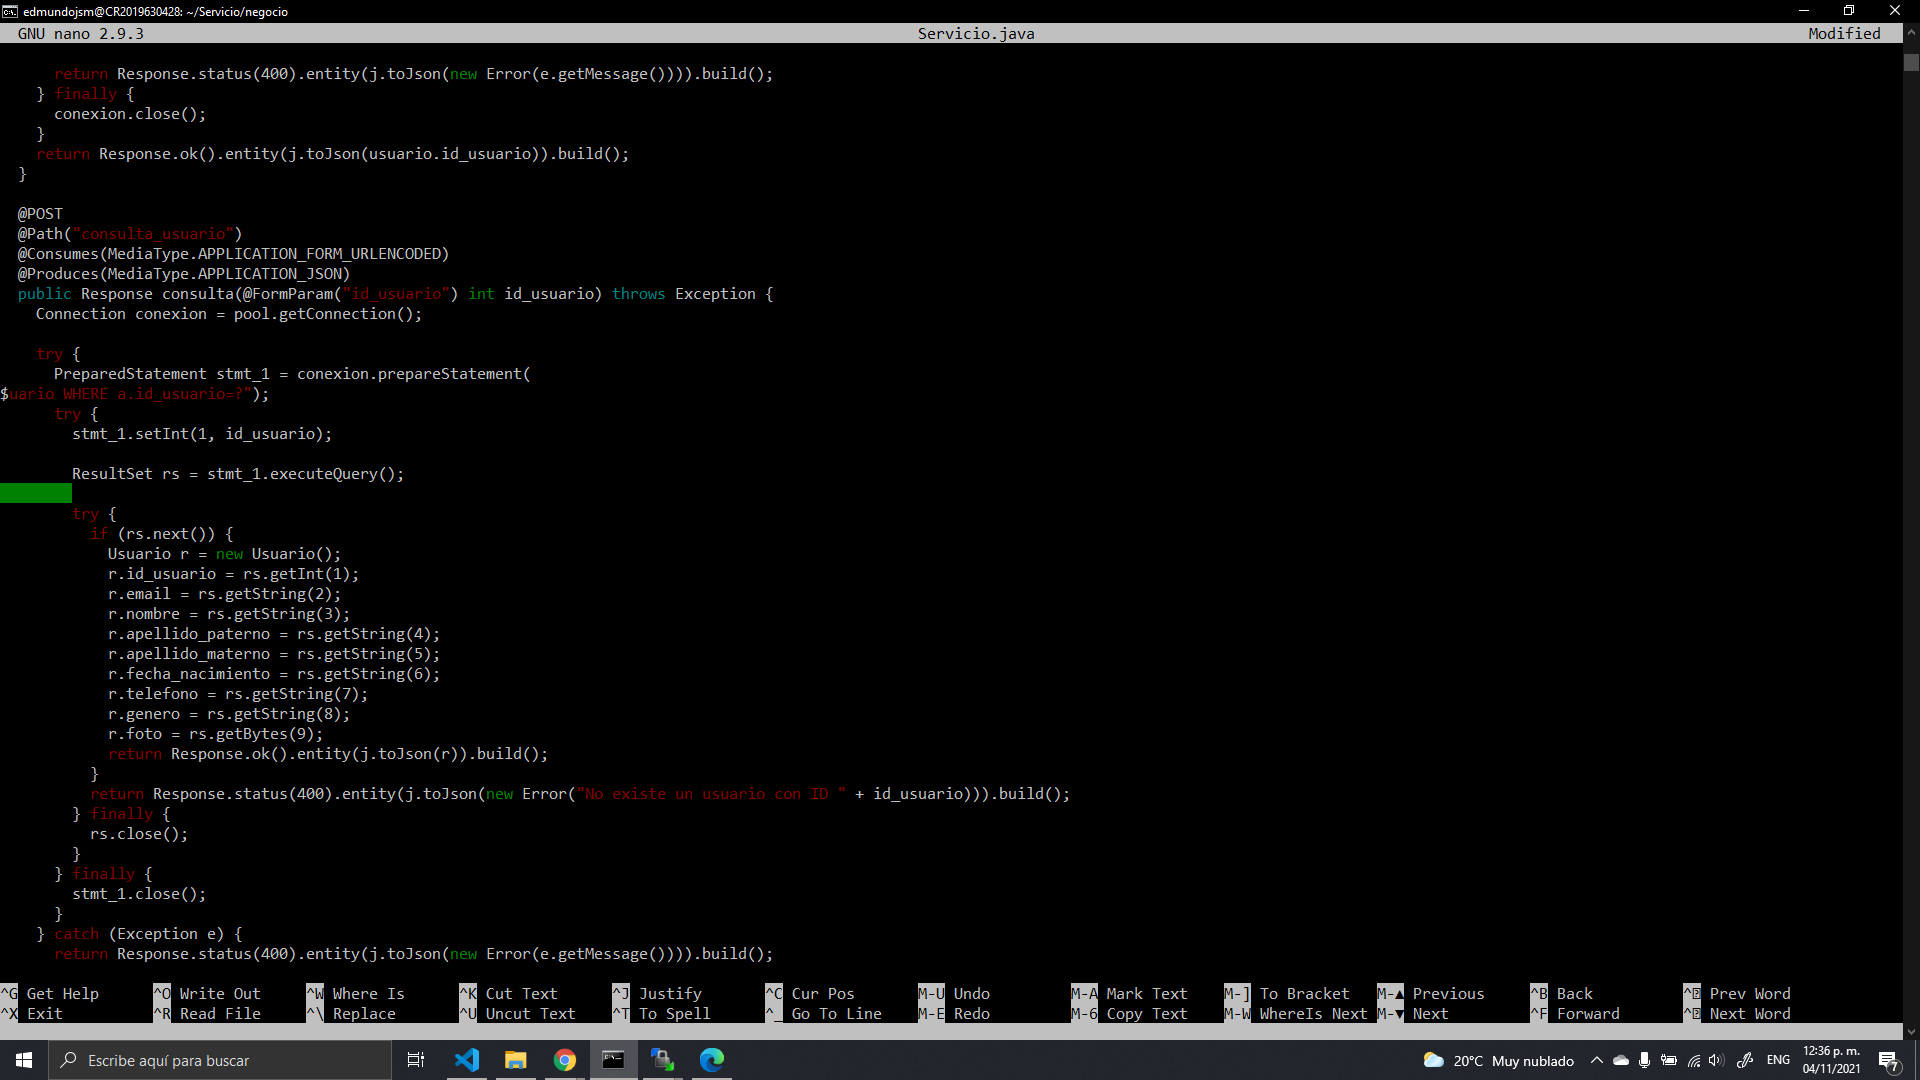 edmundojsm@CR2019630428: ~/Servicio/negocio
GNU nano 2.9.3 Servicio.java Modified
return Response.status(400).entity(j.toJson(new Error(e.getMessage()))).build();
} finally {
conexion.close();
}
return Response.ok().entity(j.toJson(usuario.id_usuario)).build();
}
@POST
@Path("consulta_usuario")
@Consumes(MediaType.APPLICATION_FORM_URLENCODED)
@Produces(MediaType.APPLICATION_JSON)
public Response consulta(@FormParam("id_usuario") int id_usuario) throws Exception {
Connection conexion = pool.getConnection();
try {
PreparedStatement stmt_1 = conexion.prepareStatement(
$uario WHERE a.id_usuario=?");
try {
stmt_1.setInt(1, id_usuario);
ResultSet rs = stmt_1.executeQuery();
try {
if (rs.next()) {
Usuario r = new Usuario();
r.id_usuario = rs.getInt(1);
r.email = rs.getString(2);
r.nombre = rs.getString(3);
r.apellido_paterno = rs.getString(4);
r.apellido_materno = rs.getString(5);
r.fecha_nacimiento = rs.getString(6);
r.telefono = rs.getString(7);
r.genero = rs.getString(8);
r.foto = rs.getBytes(9);
return Response.ok().entity(j.toJson(r)).build();
}
return Response.status(400).entity(j.toJson(new Error("No existe un usuario con ID " + id_usuario))).build();
} finally {
rs.close();
}
} finally {
stmt_1.close();
}
} catch (Exception e) {
return Response.status(400).entity(j.toJson(new Error(e.getMessage()))).build();
^G Get Help ^O Write Out ^W Where Is ^K Cut Text ^J Justify ^C Cur Pos M-U Undo M-A Mark Text M-] To Bracket M-▲ Previous ^B Back ^ Prev Word
^X Exit ^R Read File ^\ Replace ^U Uncut Text ^T To Spell ^_ Go To Line M-E Redo M-6 Copy Text M-W WhereIs Next M-▼ Next ^F Forward ^ Next Word
Escribe aquí para buscar
20°C Muy nublado
ENG
12:36 p. m.
04/11/2021
7